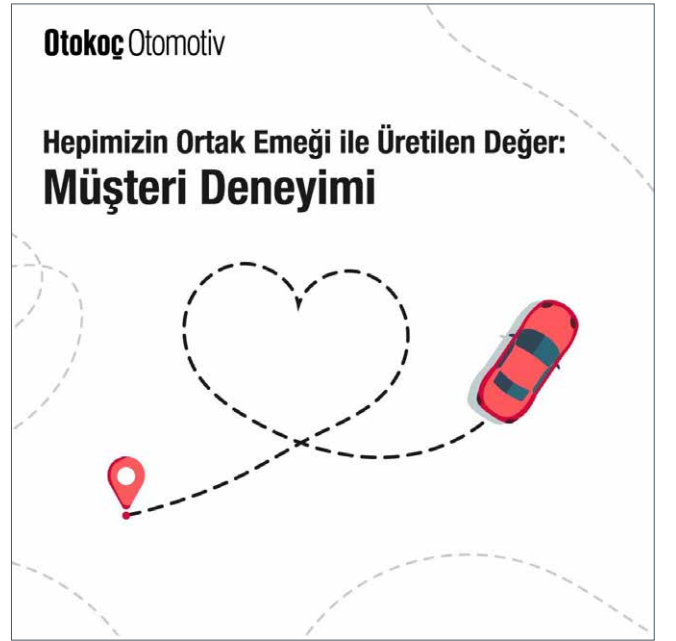 Otokoç Otomotiv
Hepimizin Ortak Emeği ile Üretilen Değer:
Müşteri Deneyimi